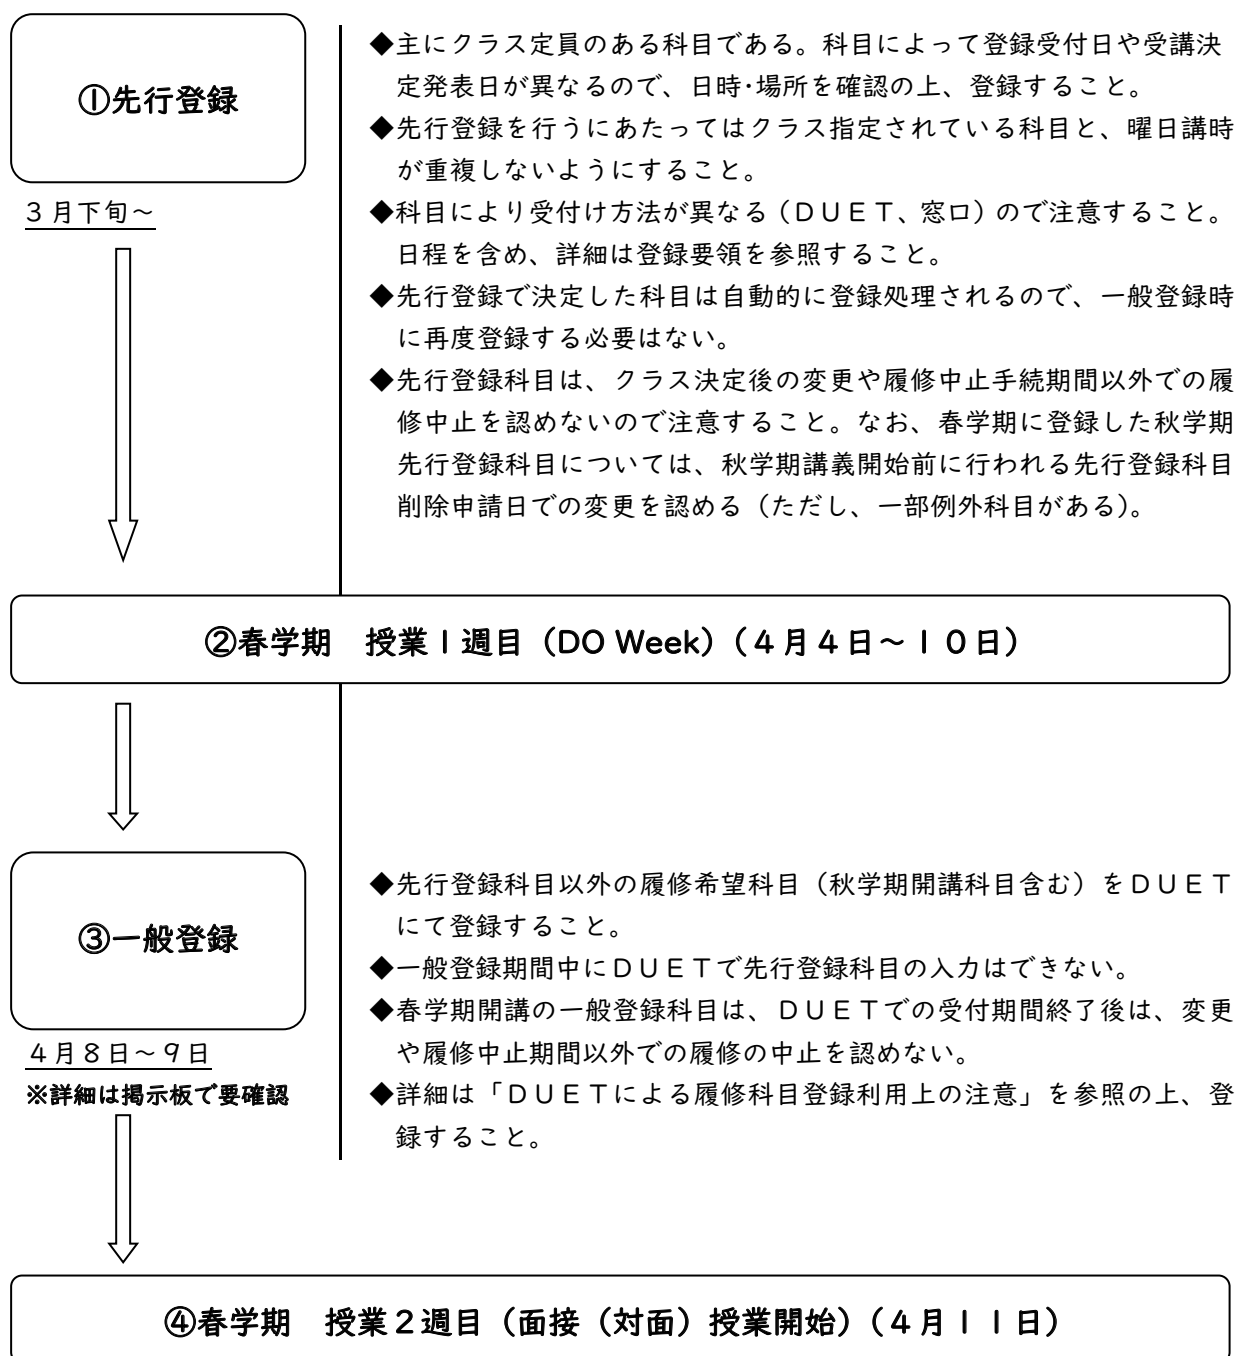 ①先行登録
3月下旬～
◆主にクラス定員のある科目である。科目によって登録受付日や受講決
定発表日が異なるので、日時・場所を確認の上、登録すること。
◆先行登録を行うにあたってはクラス指定されている科目と、曜日講時
が重複しないようにすること。
◆科目により受付け方法が異なる（ＤＵＥＴ、窓口）ので注意すること。
日程を含め、詳細は登録要領を参照すること。
◆先行登録で決定した科目は自動的に登録処理されるので、一般登録時
に再度登録する必要はない。
◆先行登録科目は、クラス決定後の変更や履修中止手続期間以外での履
修中止を認めないので注意すること。なお、春学期に登録した秋学期
先行登録科目については、秋学期講義開始前に行われる先行登録科目
削除申請日での変更を認める（ただし、一部例外科目がある）。
②春学期　授業１週目（DO Week）（４月４日～１０日）
③一般登録
４月８日～９日
※詳細は掲示板で要確認
◆先行登録科目以外の履修希望科目（秋学期開講科目含む）をＤＵＥＴ
にて登録すること。
◆一般登録期間中にＤＵＥＴで先行登録科目の入力はできない。
◆春学期開講の一般登録科目は、ＤＵＥＴでの受付期間終了後は、変更
や履修中止期間以外での履修の中止を認めない。
◆詳細は「ＤＵＥＴによる履修科目登録利用上の注意」を参照の上、登
録すること。
④春学期　授業２週目（面接（対面）授業開始）（４月１１日）